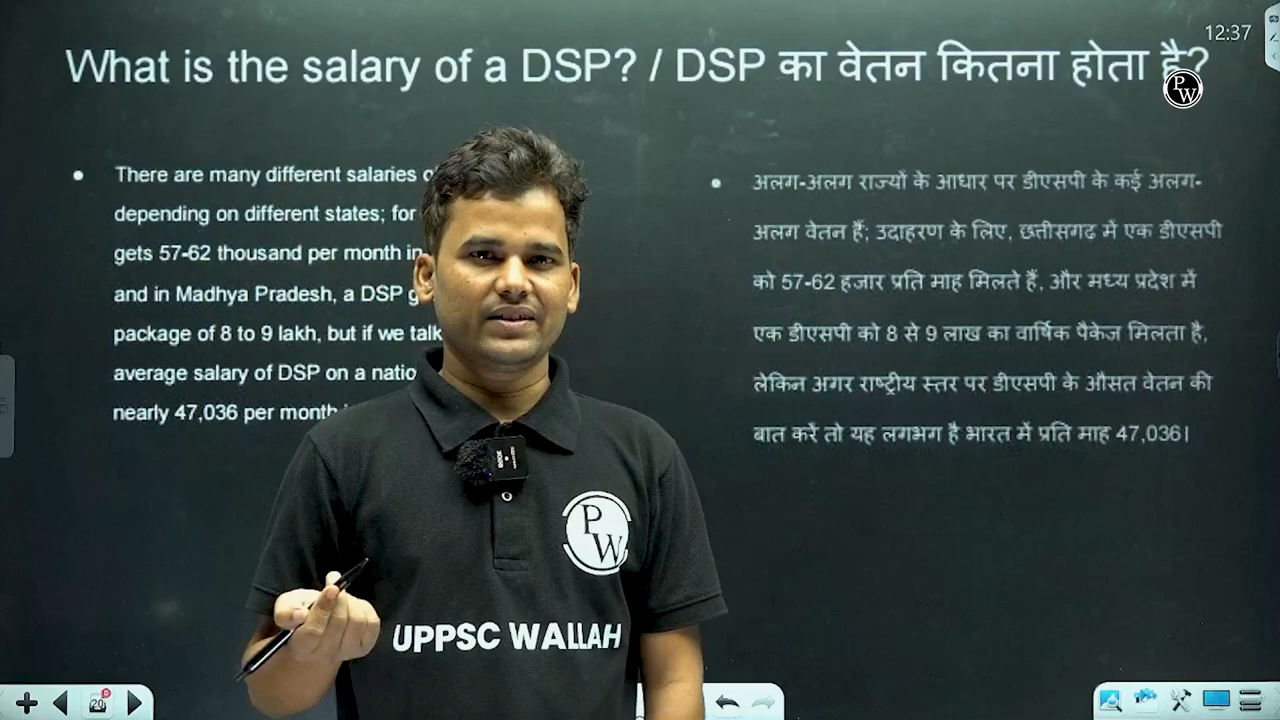 12:37
What is the salary of a DSP? / DSP का वेतन कितना होता है?
PW
There are many different salaries
depending on different states; for
gets 57-62 thousand per month in
and in Madhya Pradesh, a DSP
package of 8 to 9 lakh, but if we talk
average salary of DSP on a
nearly 47,036 per month
अलग-अलग राज्यों के आधार पर डीएसपी के कई अलग-
अलग वेतन हैं; उदाहरण के लिए, छत्तीसगढ़ में एक डीएसपी
को 57-62 हजार प्रति माह मिलते हैं, और मध्य प्रदेश में
एक डीएसपी को 8 से 9 लाख का वार्षिक पैकेज मिलता है,
लेकिन अगर राष्ट्रीय स्तर पर डीएसपी के औसत वेतन की
बात करें तो यह लगभग है भारत में प्रति माह 47,036।
PW
UPPSC WALLAH
20